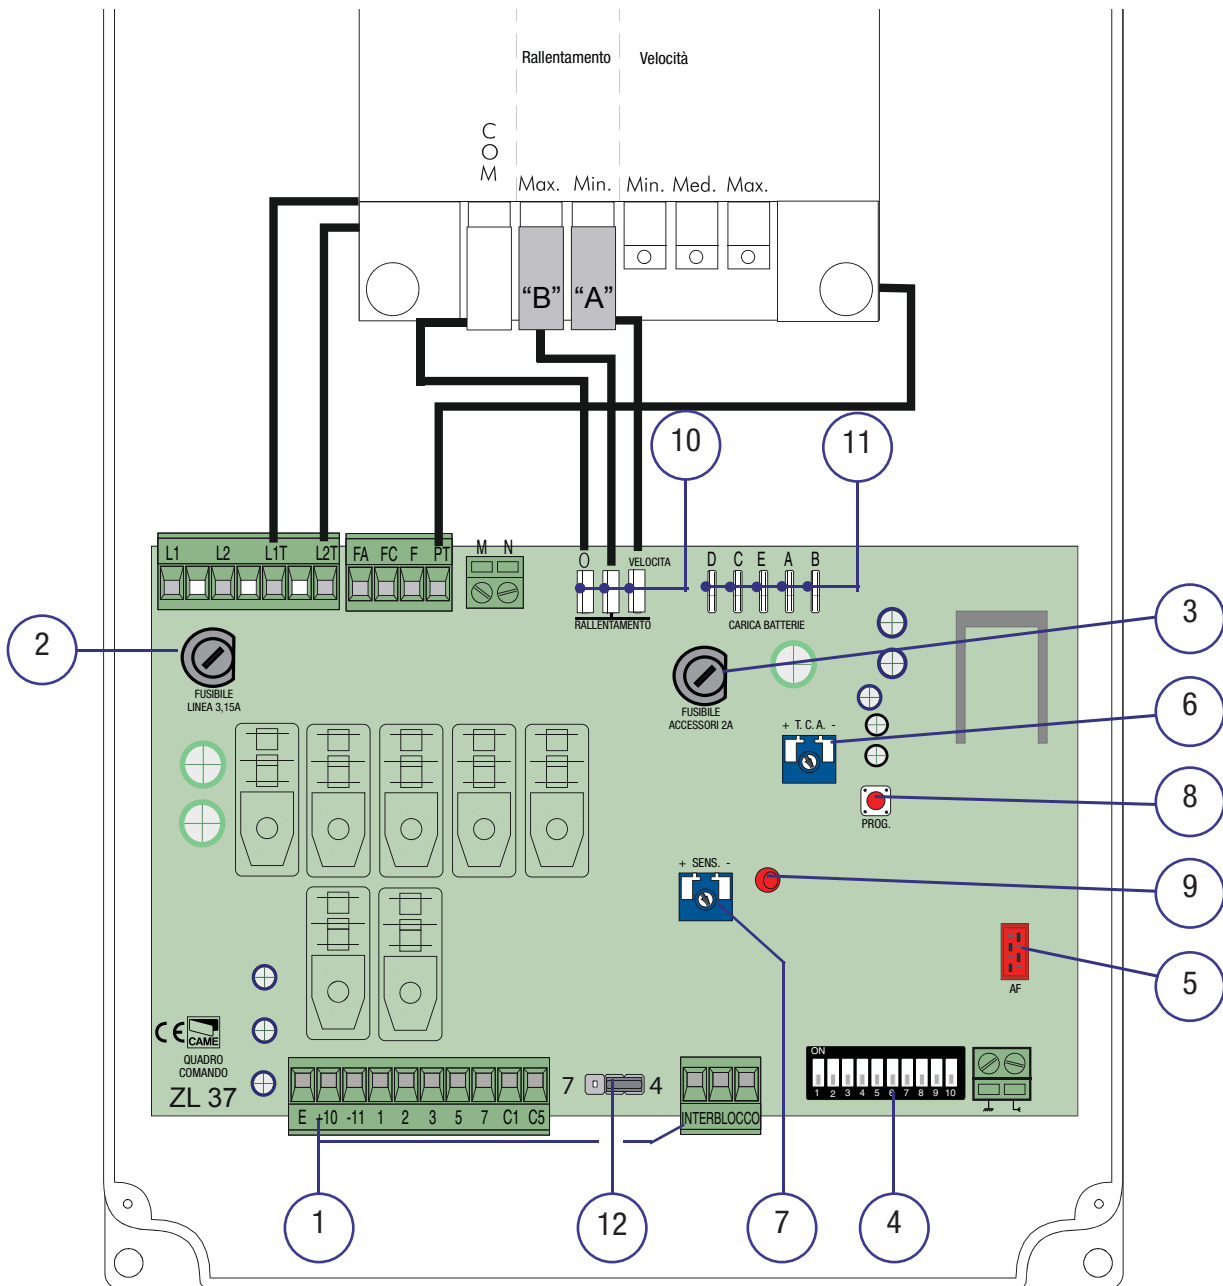 Rallentamento Velocità
COM
Max. Min. Min. Med. Max.
“B” “A”
10
11
L1 L2 L1T L2T FA FC F PT M N
O VELOCITA
D C E A B
RALLENTAMENTO
CARICA BATTERIE
2
3
FUSIBILE
LINEA 3,15A
FUSIBILE
ACCESSORI 2A
+ T. C. A. -
6
8
PROG.
+ SENS. -
9
5
AF
CE CAME
QUADRO
COMANDO
ZL 37
7 4
ON
1 2 3 4 5 6 7 8 9 10
E +10 -11 1 2 3 5 7 C1 C5
INTERBLOCCO
1
12
7
4